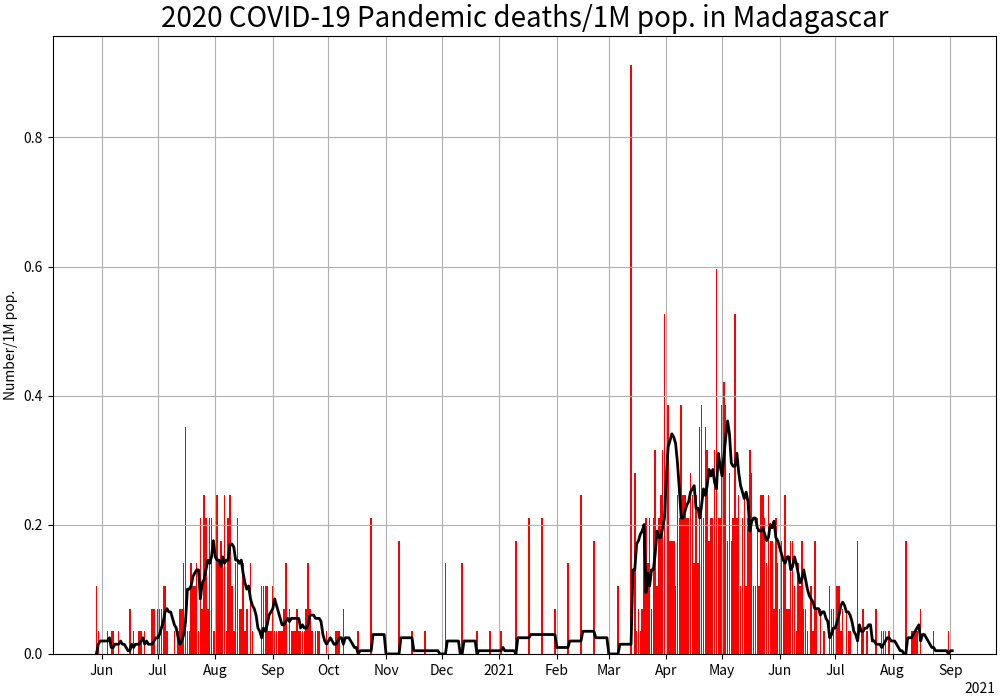 2020 COVID-19 Pandemic deaths/1M pop. in Madagascar
Number/1M pop.
0.8
0.6
0.4
0.2
0.0
Jun Jul Aug Sep Oct Nov Dec 2021 Feb Mar Apr May Jun Jul Aug Sep
2021